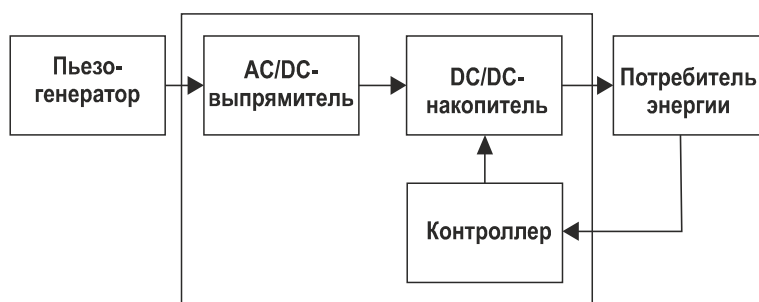 Пьезо-
генератор
AC/DC-
выпрямитель
DC/DC-
накопитель
Потребитель
энергии
Контроллер